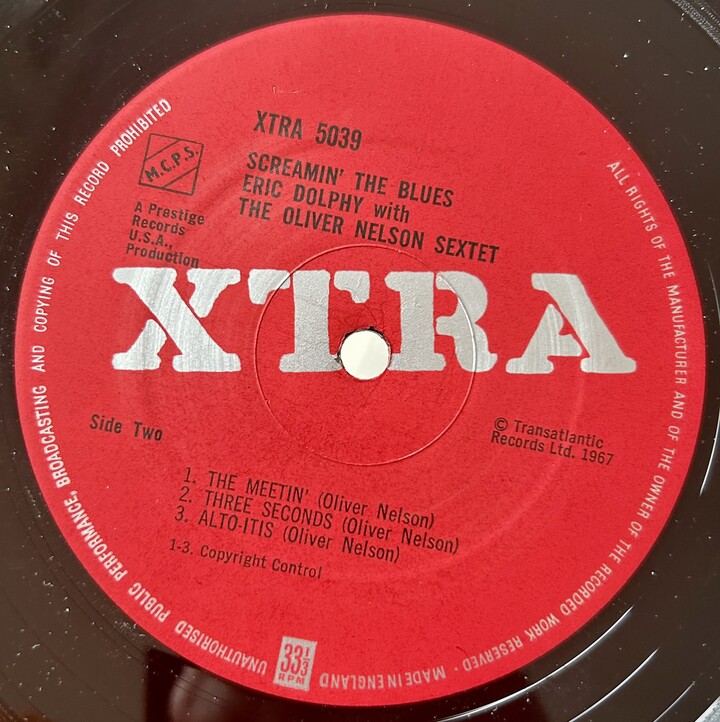 XTRA 5039
SCREAMIN' THE BLUES
ERIC DOLPHY with
THE OLIVER NELSON SEXTET
M.C.P.S.
A Prestige
Records
U.S.A.,
Production
XTRA
Side Two
© Transatlantic
Records Ltd. 1967
1. THE MEETIN' (Oliver Nelson)
2. THREE SECONDS (Oliver Nelson)
3. ALTO-ITIS (Oliver Nelson)
1-3. Copyright Control
33 1/3
RPM
ALL RIGHTS OF THE MANUFACTURER AND OF THE OWNER OF THE RECORDED WORK RESERVED · MADE IN ENGLAND
UNAUTHORISED PUBLIC PERFORMANCE, BROADCASTING AND COPYING OF THIS RECORD PROHIBITED